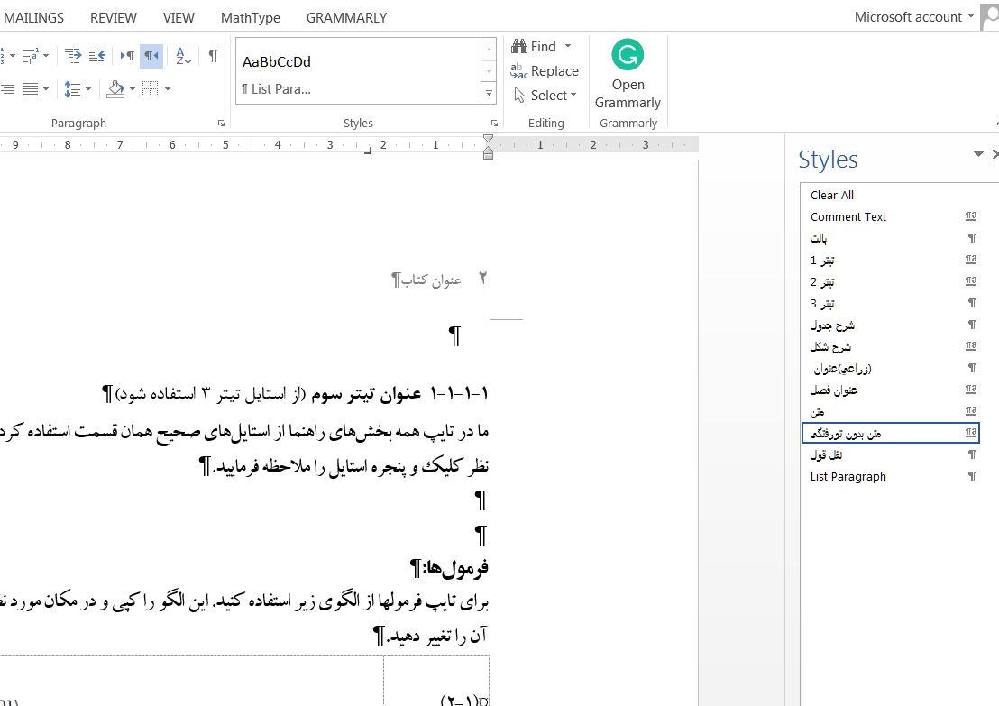 MAILINGS REVIEW VIEW MathType GRAMMARLY Microsoft account
AaBbCcDd
¶ List Para...
Find
Replace
Select
Open
Grammarly
Paragraph Styles Editing Grammarly
9 8 7 6 5 4 3 2 1 1 2 3
۲ عنوان کتاب¶
¶
۱-۱-۱-۱ عنوان تیتر سوم (از استایل تیتر ۳ استفاده شود)¶
ما در تایپ همه بخش‌های راهنما از استایل‌های صحیح همان قسمت استفاده کرد
نظر کلیک و پنجره استایل را ملاحظه فرمایید.¶
¶
¶
فرمول‌ها:¶
برای تایپ فرمولها از الگوی زیر استفاده کنید. این الگو را کپی و در مکان مورد
آن را تغییر دهید.¶
(۲-۱)¤
Styles
Clear All
Comment Text ¶a
بالت ¶
تیتر 1 ¶a
تیتر 2 ¶a
تیتر 3 ¶
شرح جدول ¶
شرح شکل ¶a
(زراعی)عنوان ¶
عنوان فصل ¶a
متن ¶a
متن بدون تورفتگی ¶a
نقل قول ¶
List Paragraph ¶